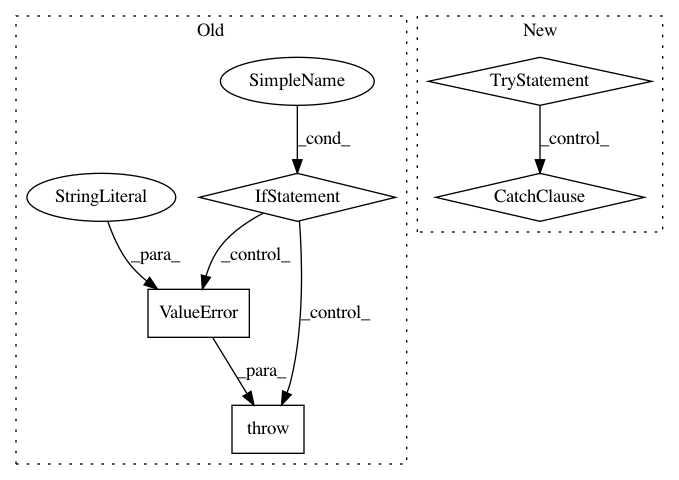 Old
New
SimpleName
TryStatement
_cond_
_control_
StringLiteral
IfStatement
CatchClause
_para_
_control_
_control_
ValueError
_para_
throw